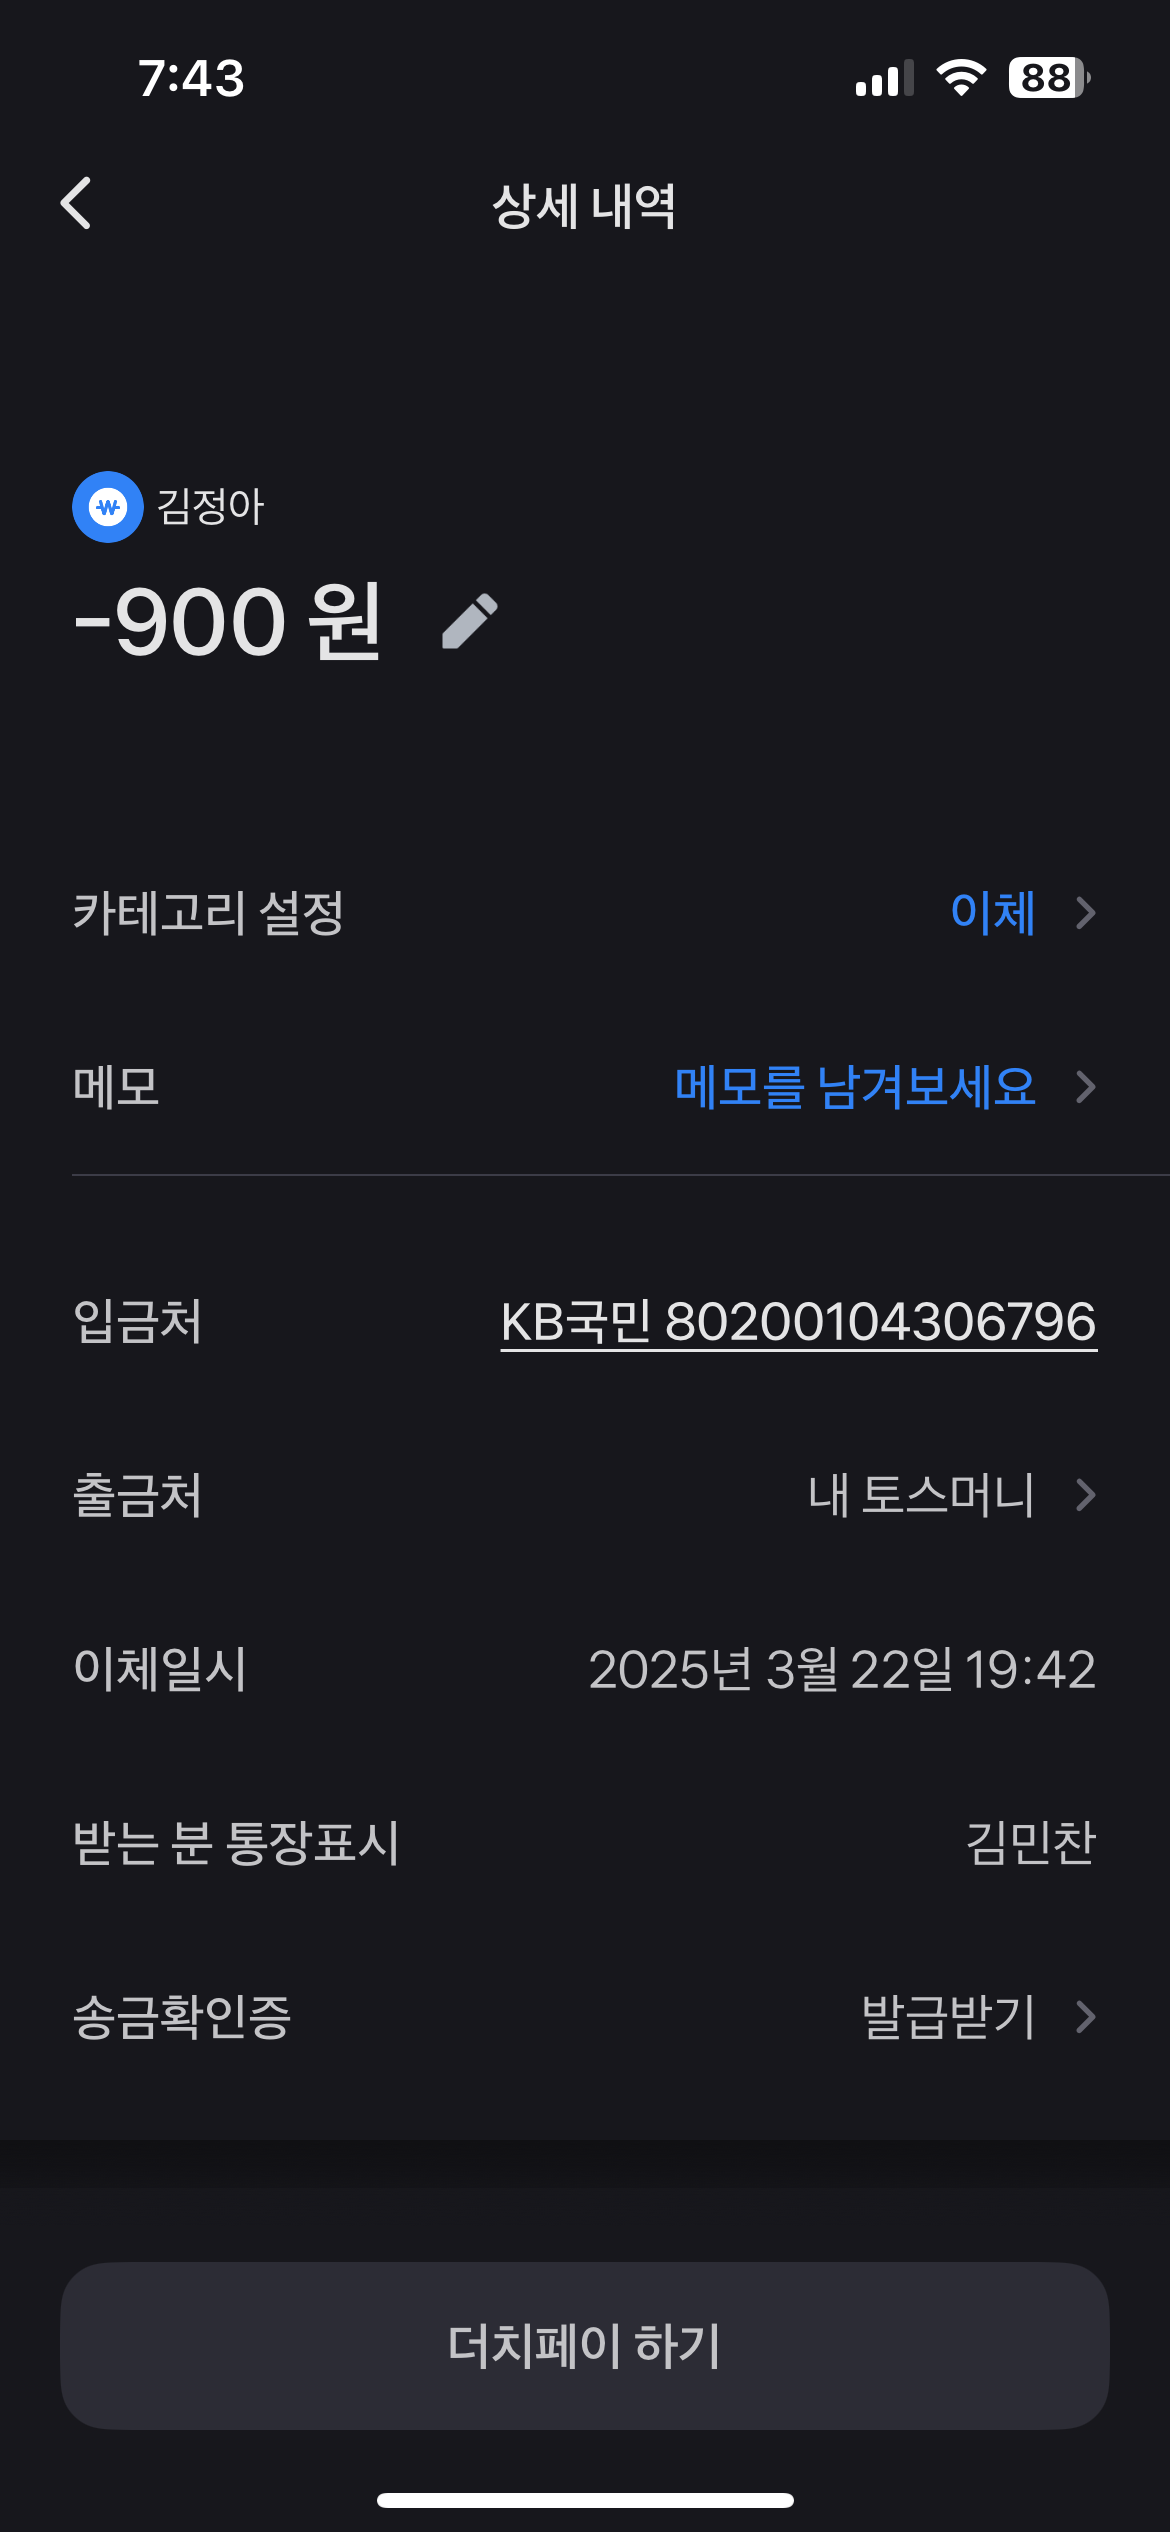 7:43
88
상세 내역
김정아
-900 원
카테고리 설정 이체
메모 메모를 남겨보세요
입금처 KB국민 80200104306796
출금처 내 토스머니
이체일시 2025년 3월 22일 19:42
받는 분 통장표시 김민찬
송금확인증 발급받기
더치페이 하기